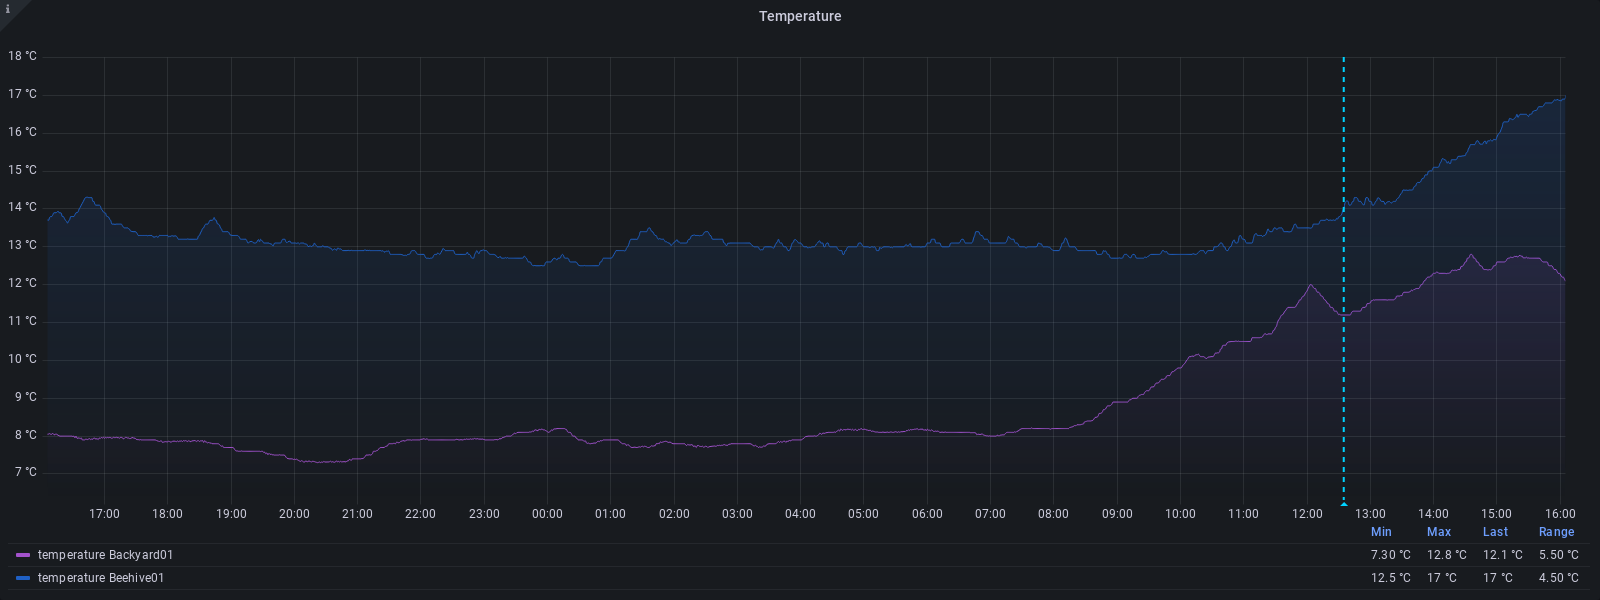 i
Temperature
18 °C
17 °C
16 °C
15 °C
14 °C
13 °C
12 °C
11 °C
10 °C
9 °C
8 °C
7 °C
17:00 18:00 19:00 20:00 21:00 22:00 23:00 00:00 01:00 02:00 03:00 04:00 05:00 06:00 07:00 08:00 09:00 10:00 11:00 12:00 13:00 14:00 15:00 16:00
Min Max Last Range
temperature Backyard01 7.30 °C 12.8 °C 12.1 °C 5.50 °C
temperature Beehive01 12.5 °C 17 °C 17 °C 4.50 °C